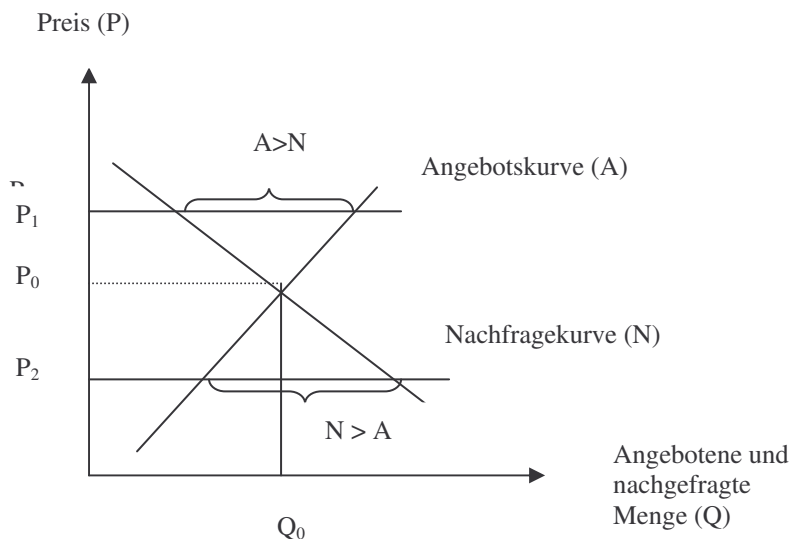 Preis (P)
A>N
Angebotskurve (A)
P₁
P₀
Nachfragekurve (N)
P₂
N > A
Angebotene und
nachgefragte
Menge (Q)
Q₀